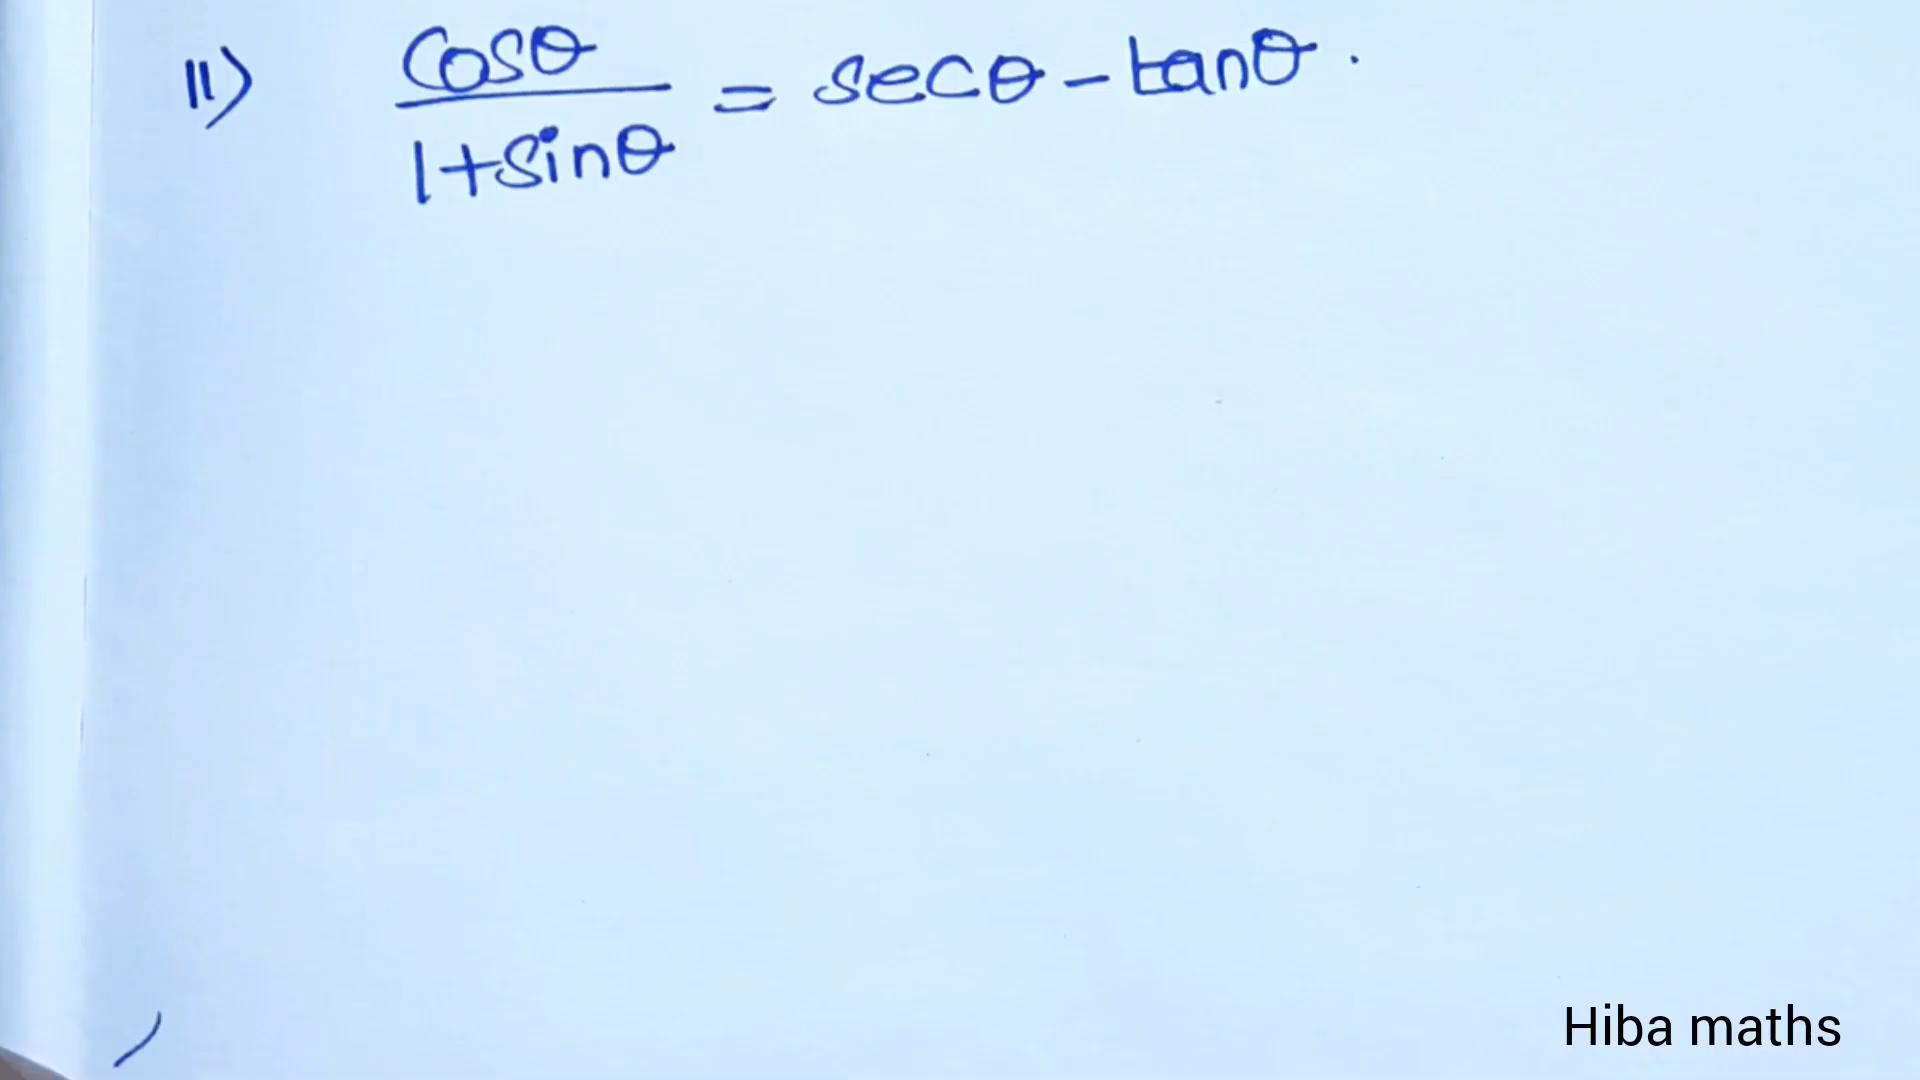 11) cosθ / 1+sinθ = secθ - tanθ.
Hiba maths